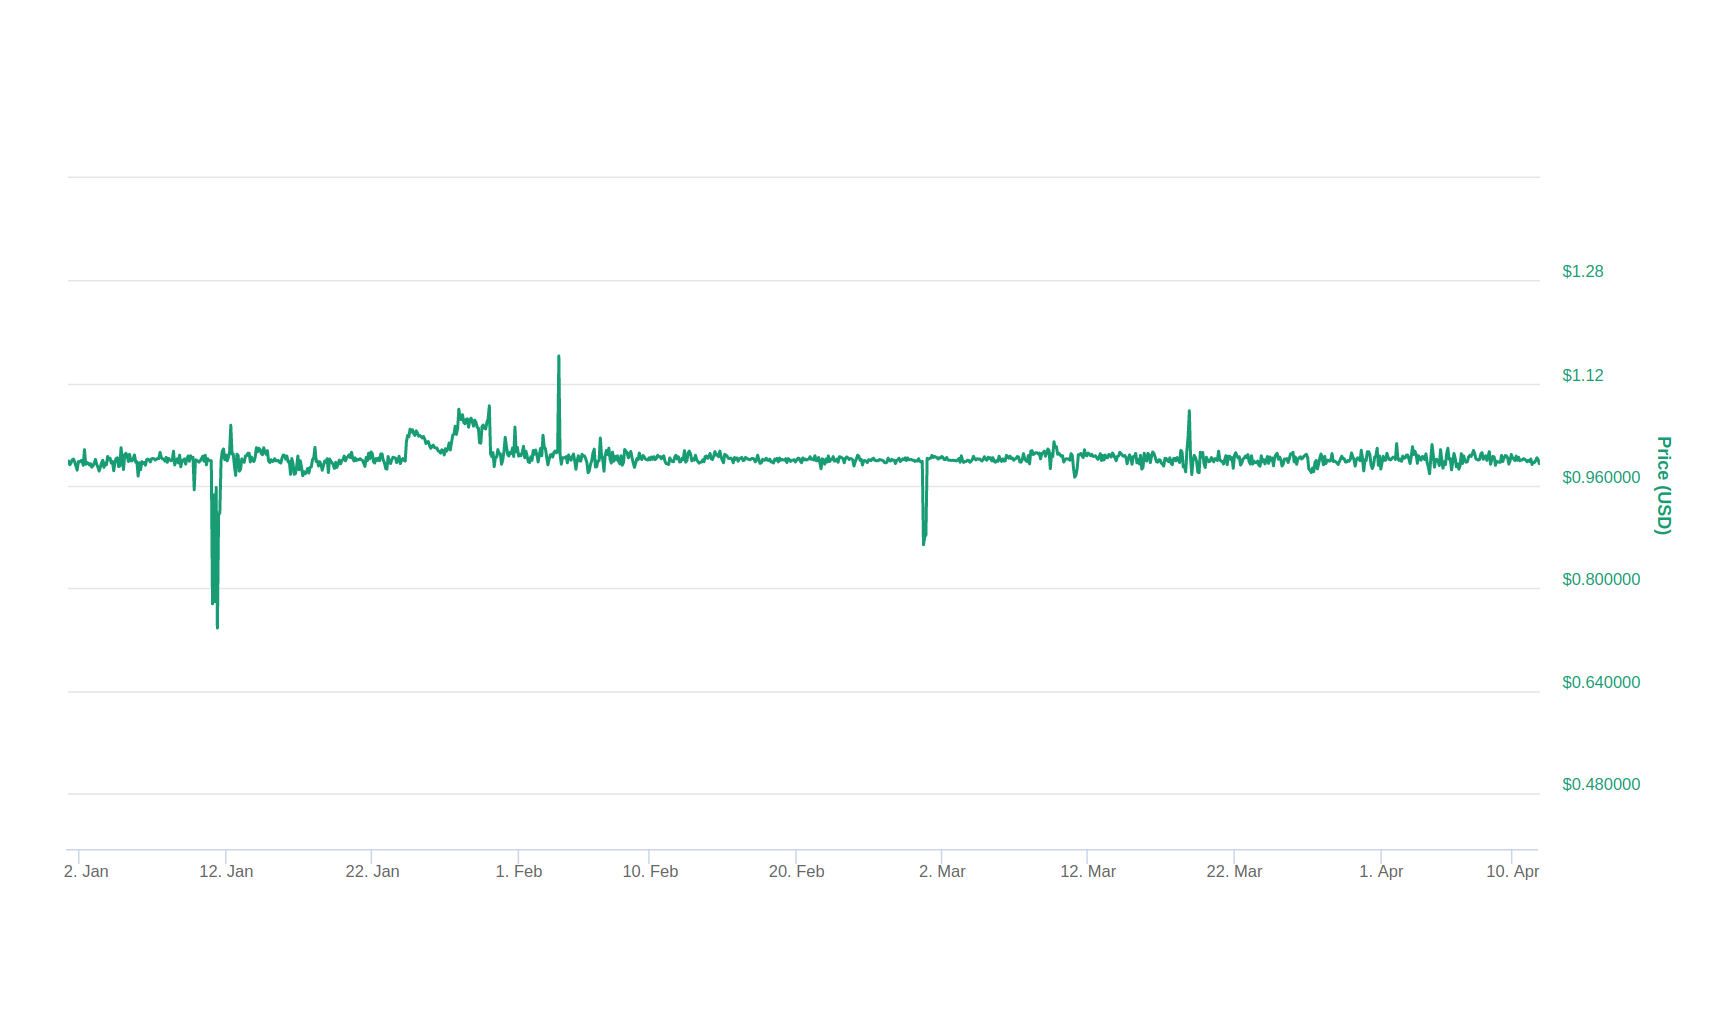 $1.28
$1.12
$0.960000
$0.800000
$0.640000
$0.480000
Price (USD)
2. Jan
12. Jan
22. Jan
1. Feb
10. Feb
20. Feb
2. Mar
12. Mar
22. Mar
1. Apr
10. Apr